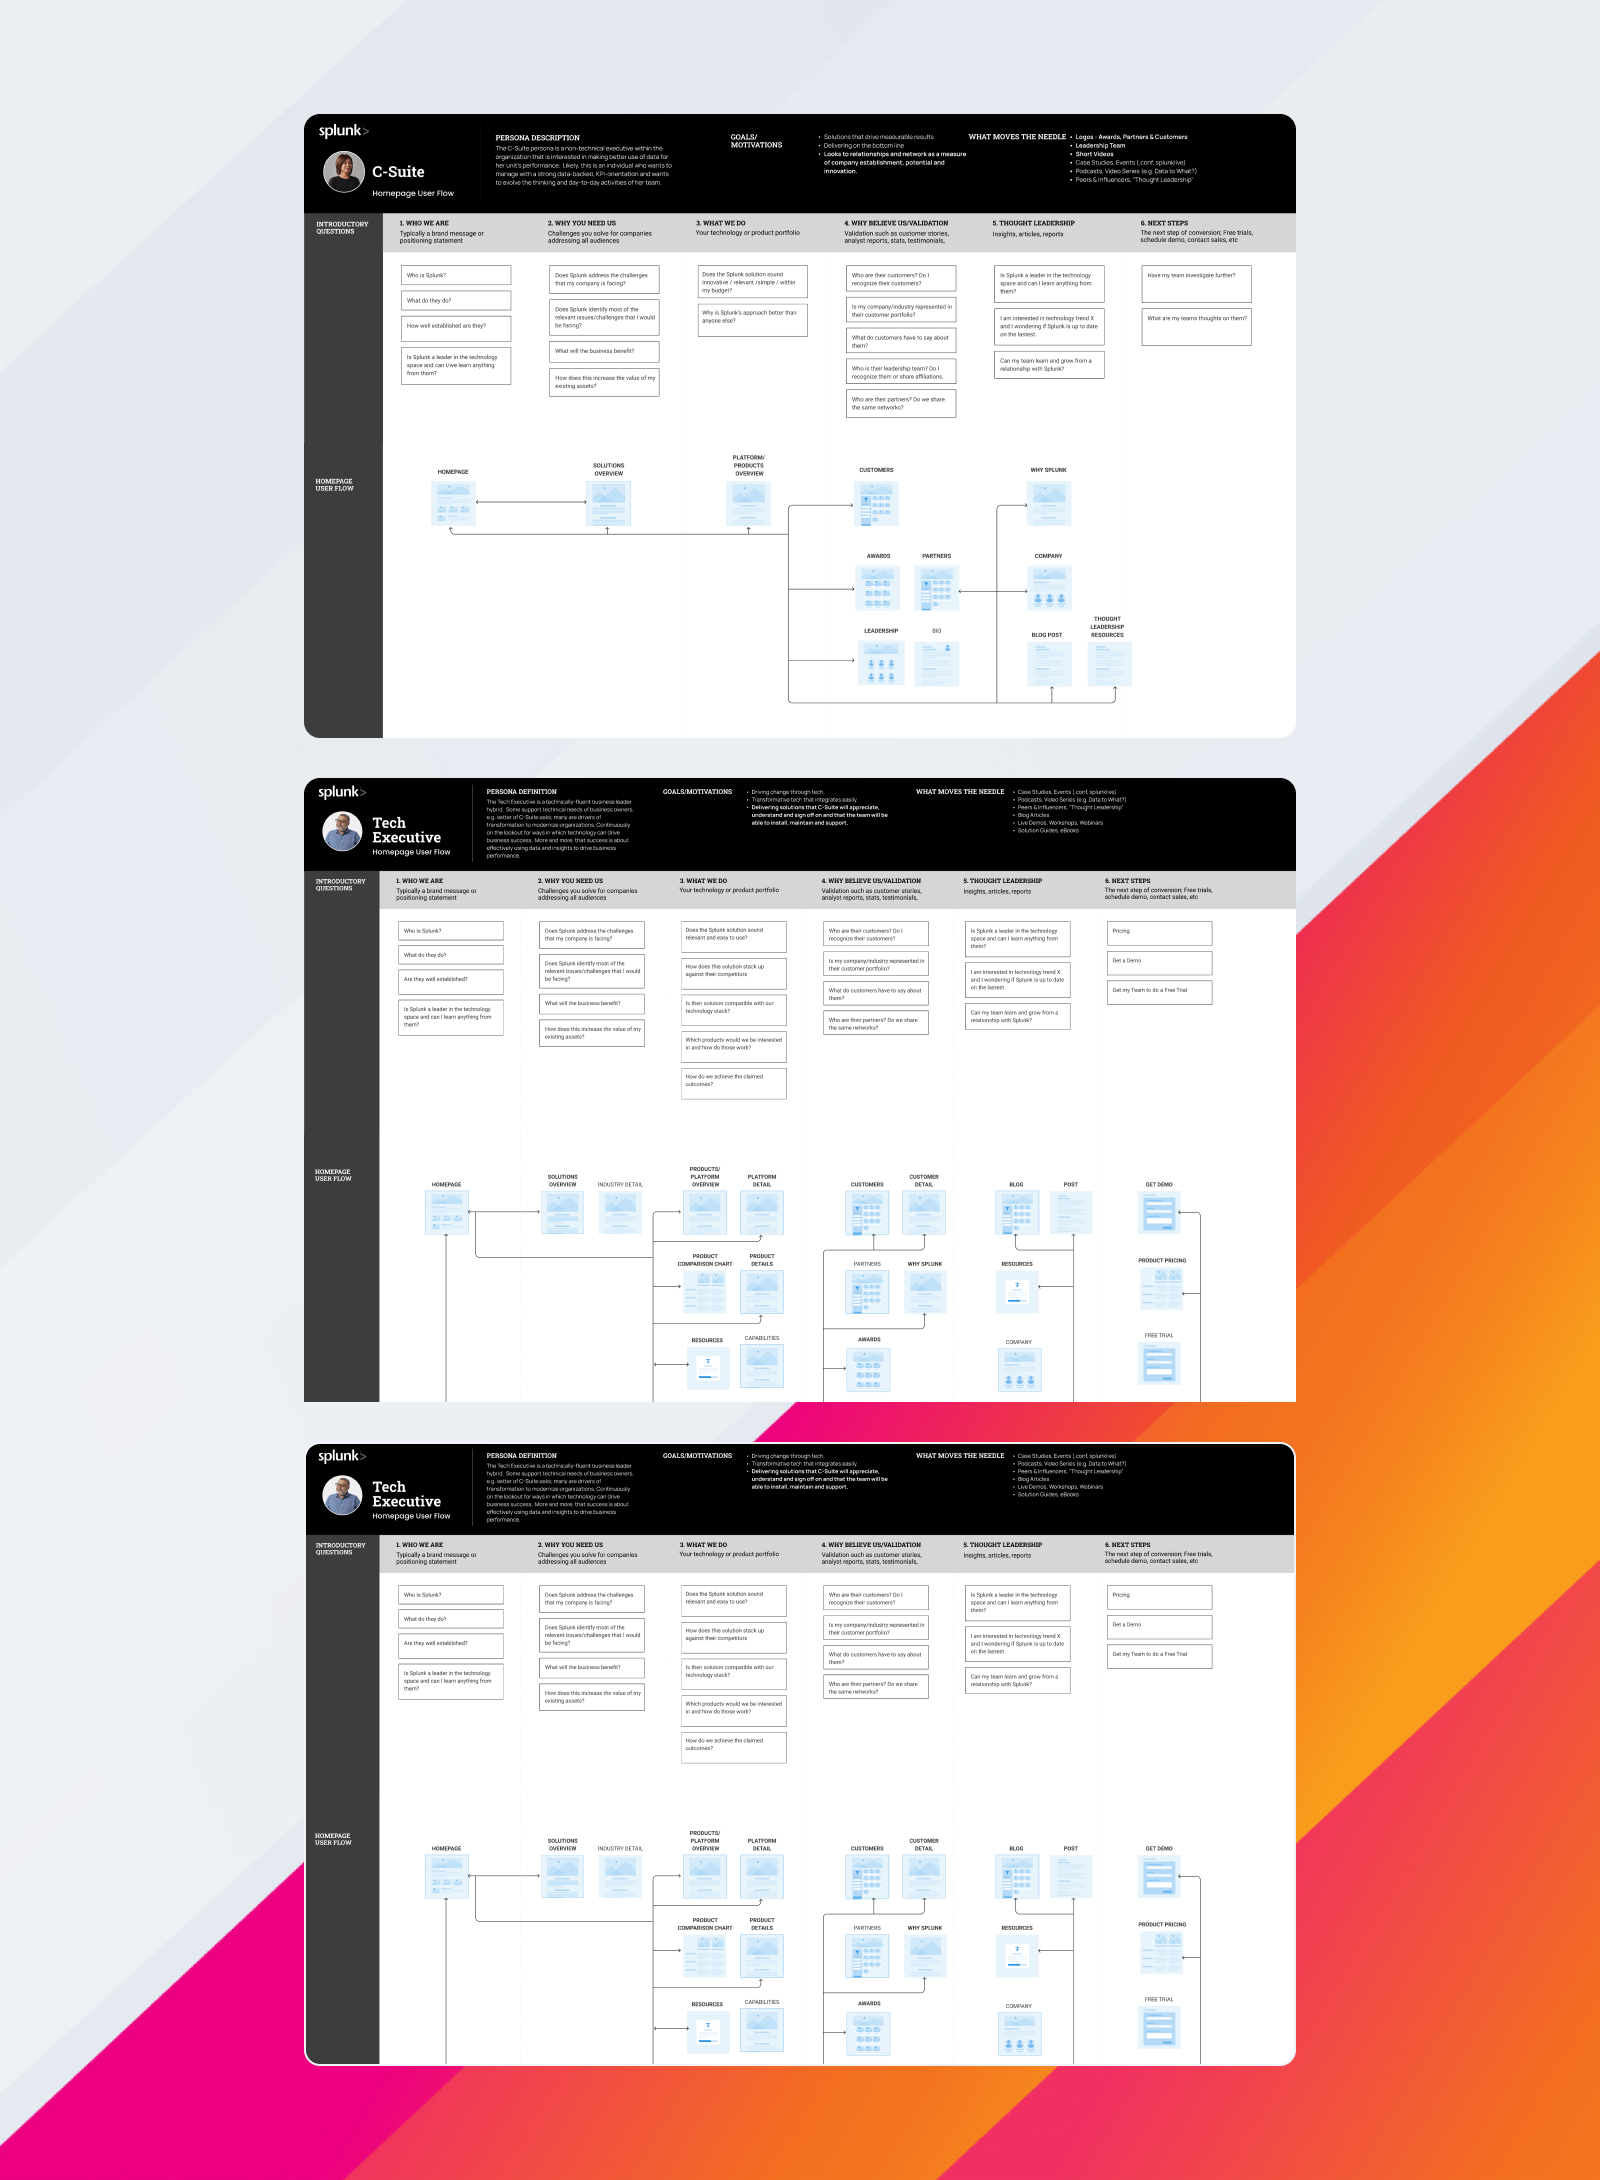 splunk>
C-Suite
Homepage User Flow
PERSONA DESCRIPTION
The C-Suite persona is a non-technical executive within the
organization that is interested in making better use of data for
her unit's performance. Likely, this is an individual who wants to
manage with a strong data-backed, KPI-orientation and wants
to evolve the thinking and day-to-day activities of her team.
GOALS/
MOTIVATIONS
• Solutions that drive measurable results
• Delivering on the bottom line
• Looks to relationships and network as a measure
of company establishment, potential and
innovation.
WHAT MOVES THE NEEDLE
• Logos - Awards, Partners & Customers
• Leadership Team
• Short Videos
• Case Studies, Events (.conf, splunklive)
• Podcasts, Video Series (e.g. Data to What?)
• Peers & Influencers, "Thought Leadership"
INTRODUCTORY
QUESTIONS
1. WHO WE ARE
Typically a brand message or
positioning statement
2. WHY YOU NEED US
Challenges you solve for companies
addressing all audiences
3. WHAT WE DO
Your technology or product portfolio
4. WHY BELIEVE US/VALIDATION
Validation such as customer stories,
analyst reports, stats, testimonials,
5. THOUGHT LEADERSHIP
Insights, articles, reports
6. NEXT STEPS
The next step of conversion; Free trials,
schedule demo, contact sales, etc
Who is Splunk?
What do they do?
How well established are they?
Is Splunk a leader in the technology
space and can I/we learn anything
from them?
Does Splunk address the challenges
that my company is facing?
Does Splunk identify most of the
relevant issues/challenges that I would
be facing?
What will the business benefit?
How does this increase the value of my
existing assets?
Does the Splunk solution sound
innovative / relevant /simple / within
my budget?
Why is Splunk's approach better than
anyone else?
Who are their customers? Do I
recognize their customers?
Is my company/industry represented in
their customer portfolio?
What do customers have to say about
them?
Who is their leadership team? Do I
recognize them or share affiliations.
Who are their partners? Do we share
the same networks?
Is Splunk a leader in the technology
space and can I learn anything from
them?
I am interested in technology trend X
and I wondering if Splunk is up to date
on the lastest.
Can my team learn and grow from a
relationship with Splunk?
Have my team investigate further?
What are my teams thoughts on them?
HOMEPAGE
USER FLOW
HOMEPAGE
SOLUTIONS
OVERVIEW
PLATFORM/
PRODUCTS
OVERVIEW
CUSTOMERS
WHY SPLUNK
AWARDS
PARTNERS
COMPANY
LEADERSHIP
BIO
BLOG POST
THOUGHT
LEADERSHIP
RESOURCES
splunk>
Tech
Executive
Homepage User Flow
PERSONA DEFINITION
The Tech Executive is a technically-fluent business leader
hybrid. Some support technical needs of business owners,
e.g. vetter of C-Suite asks; many are drivers of
transformation to modernize organizations. Continuously
on the lookout for ways in which technology can drive
business success. More and more, that success is about
effectively using data and insights to drive business
performance.
GOALS/MOTIVATIONS
• Driving change through tech.
• Transformative tech that integrates easily.
• Delivering solutions that C-Suite will appreciate,
understand and sign off on and that the team will be
able to install, maintain and support.
WHAT MOVES THE NEEDLE
• Case Studies, Events (.conf, splunklive)
• Podcasts, Video Series (e.g. Data to What?)
• Peers & Influencers, "Thought Leadership"
• Blog Articles
• Live Demos, Workshops, Webinars
• Solution Guides, eBooks
INTRODUCTORY
QUESTIONS
1. WHO WE ARE
Typically a brand message or
positioning statement
2. WHY YOU NEED US
Challenges you solve for companies
addressing all audiences
3. WHAT WE DO
Your technology or product portfolio
4. WHY BELIEVE US/VALIDATION
Validation such as customer stories,
analyst reports, stats, testimonials,
5. THOUGHT LEADERSHIP
Insights, articles, reports
6. NEXT STEPS
The next step of conversion; Free trials,
schedule demo, contact sales, etc
Who is Splunk?
What do they do?
Are they well established?
Is Splunk a leader in the technology
space and can I learn anything from
them?
Does Splunk address the challenges
that my company is facing?
Does Splunk identify most of the
relevant issues/challenges that I would
be facing?
What will the business benefit?
How does this increase the value of my
existing assets?
Does the Splunk solution sound
relevant and easy to use?
How does this solution stack up
against their competitors
Is their solution compatible with our
technology stack?
Which products would we be interested
in and how do those work?
How do we achieve the claimed
outcomes?
Who are their customers? Do I
recognize their customers?
Is my company/industry represented in
their customer portfolio?
What do customers have to say about
them?
Who are their partners? Do we share
the same networks?
Is Splunk a leader in the technology
space and can I learn anything from
them?
I am interested in technology trend X
and I wondering if Splunk is up to date
on the lastest.
Can my team learn and grow from a
relationship with Splunk?
Pricing
Get a Demo
Get my Team to do a Free Trial
HOMEPAGE
USER FLOW
HOMEPAGE
SOLUTIONS
OVERVIEW
INDUSTRY DETAIL
PRODUCTS/
PLATFORM
OVERVIEW
PLATFORM
DETAIL
CUSTOMERS
CUSTOMER
DETAIL
BLOG
POST
GET DEMO
PRODUCT
COMPARISON CHART
PRODUCT
DETAILS
PARTNERS
WHY SPLUNK
RESOURCES
PRODUCT PRICING
RESOURCES
CAPABILITIES
AWARDS
COMPANY
FREE TRIAL
splunk>
Tech
Executive
Homepage User Flow
PERSONA DEFINITION
The Tech Executive is a technically-fluent business leader
hybrid. Some support technical needs of business owners,
e.g. vetter of C-Suite asks; many are drivers of
transformation to modernize organizations. Continuously
on the lookout for ways in which technology can drive
business success. More and more, that success is about
effectively using data and insights to drive business
performance.
GOALS/MOTIVATIONS
• Driving change through tech.
• Transformative tech that integrates easily.
• Delivering solutions that C-Suite will appreciate,
understand and sign off on and that the team will be
able to install, maintain and support.
WHAT MOVES THE NEEDLE
• Case Studies, Events (.conf, splunklive)
• Podcasts, Video Series (e.g. Data to What?)
• Peers & Influencers, "Thought Leadership"
• Blog Articles
• Live Demos, Workshops, Webinars
• Solution Guides, eBooks
INTRODUCTORY
QUESTIONS
1. WHO WE ARE
Typically a brand message or
positioning statement
2. WHY YOU NEED US
Challenges you solve for companies
addressing all audiences
3. WHAT WE DO
Your technology or product portfolio
4. WHY BELIEVE US/VALIDATION
Validation such as customer stories,
analyst reports, stats, testimonials,
5. THOUGHT LEADERSHIP
Insights, articles, reports
6. NEXT STEPS
The next step of conversion; Free trials,
schedule demo, contact sales, etc
Who is Splunk?
What do they do?
Are they well established?
Is Splunk a leader in the technology
space and can I learn anything from
them?
Does Splunk address the challenges
that my company is facing?
Does Splunk identify most of the
relevant issues/challenges that I would
be facing?
What will the business benefit?
How does this increase the value of my
existing assets?
Does the Splunk solution sound
relevant and easy to use?
How does this solution stack up
against their competitors
Is their solution compatible with our
technology stack?
Which products would we be interested
in and how do those work?
How do we achieve the claimed
outcomes?
Who are their customers? Do I
recognize their customers?
Is my company/industry represented in
their customer portfolio?
What do customers have to say about
them?
Who are their partners? Do we share
the same networks?
Is Splunk a leader in the technology
space and can I learn anything from
them?
I am interested in technology trend X
and I wondering if Splunk is up to date
on the lastest.
Can my team learn and grow from a
relationship with Splunk?
Pricing
Get a Demo
Get my Team to do a Free Trial
HOMEPAGE
USER FLOW
HOMEPAGE
SOLUTIONS
OVERVIEW
INDUSTRY DETAIL
PRODUCTS/
PLATFORM
OVERVIEW
PLATFORM
DETAIL
CUSTOMERS
CUSTOMER
DETAIL
BLOG
POST
GET DEMO
PRODUCT
COMPARISON CHART
PRODUCT
DETAILS
PARTNERS
WHY SPLUNK
RESOURCES
PRODUCT PRICING
RESOURCES
CAPABILITIES
AWARDS
COMPANY
FREE TRIAL